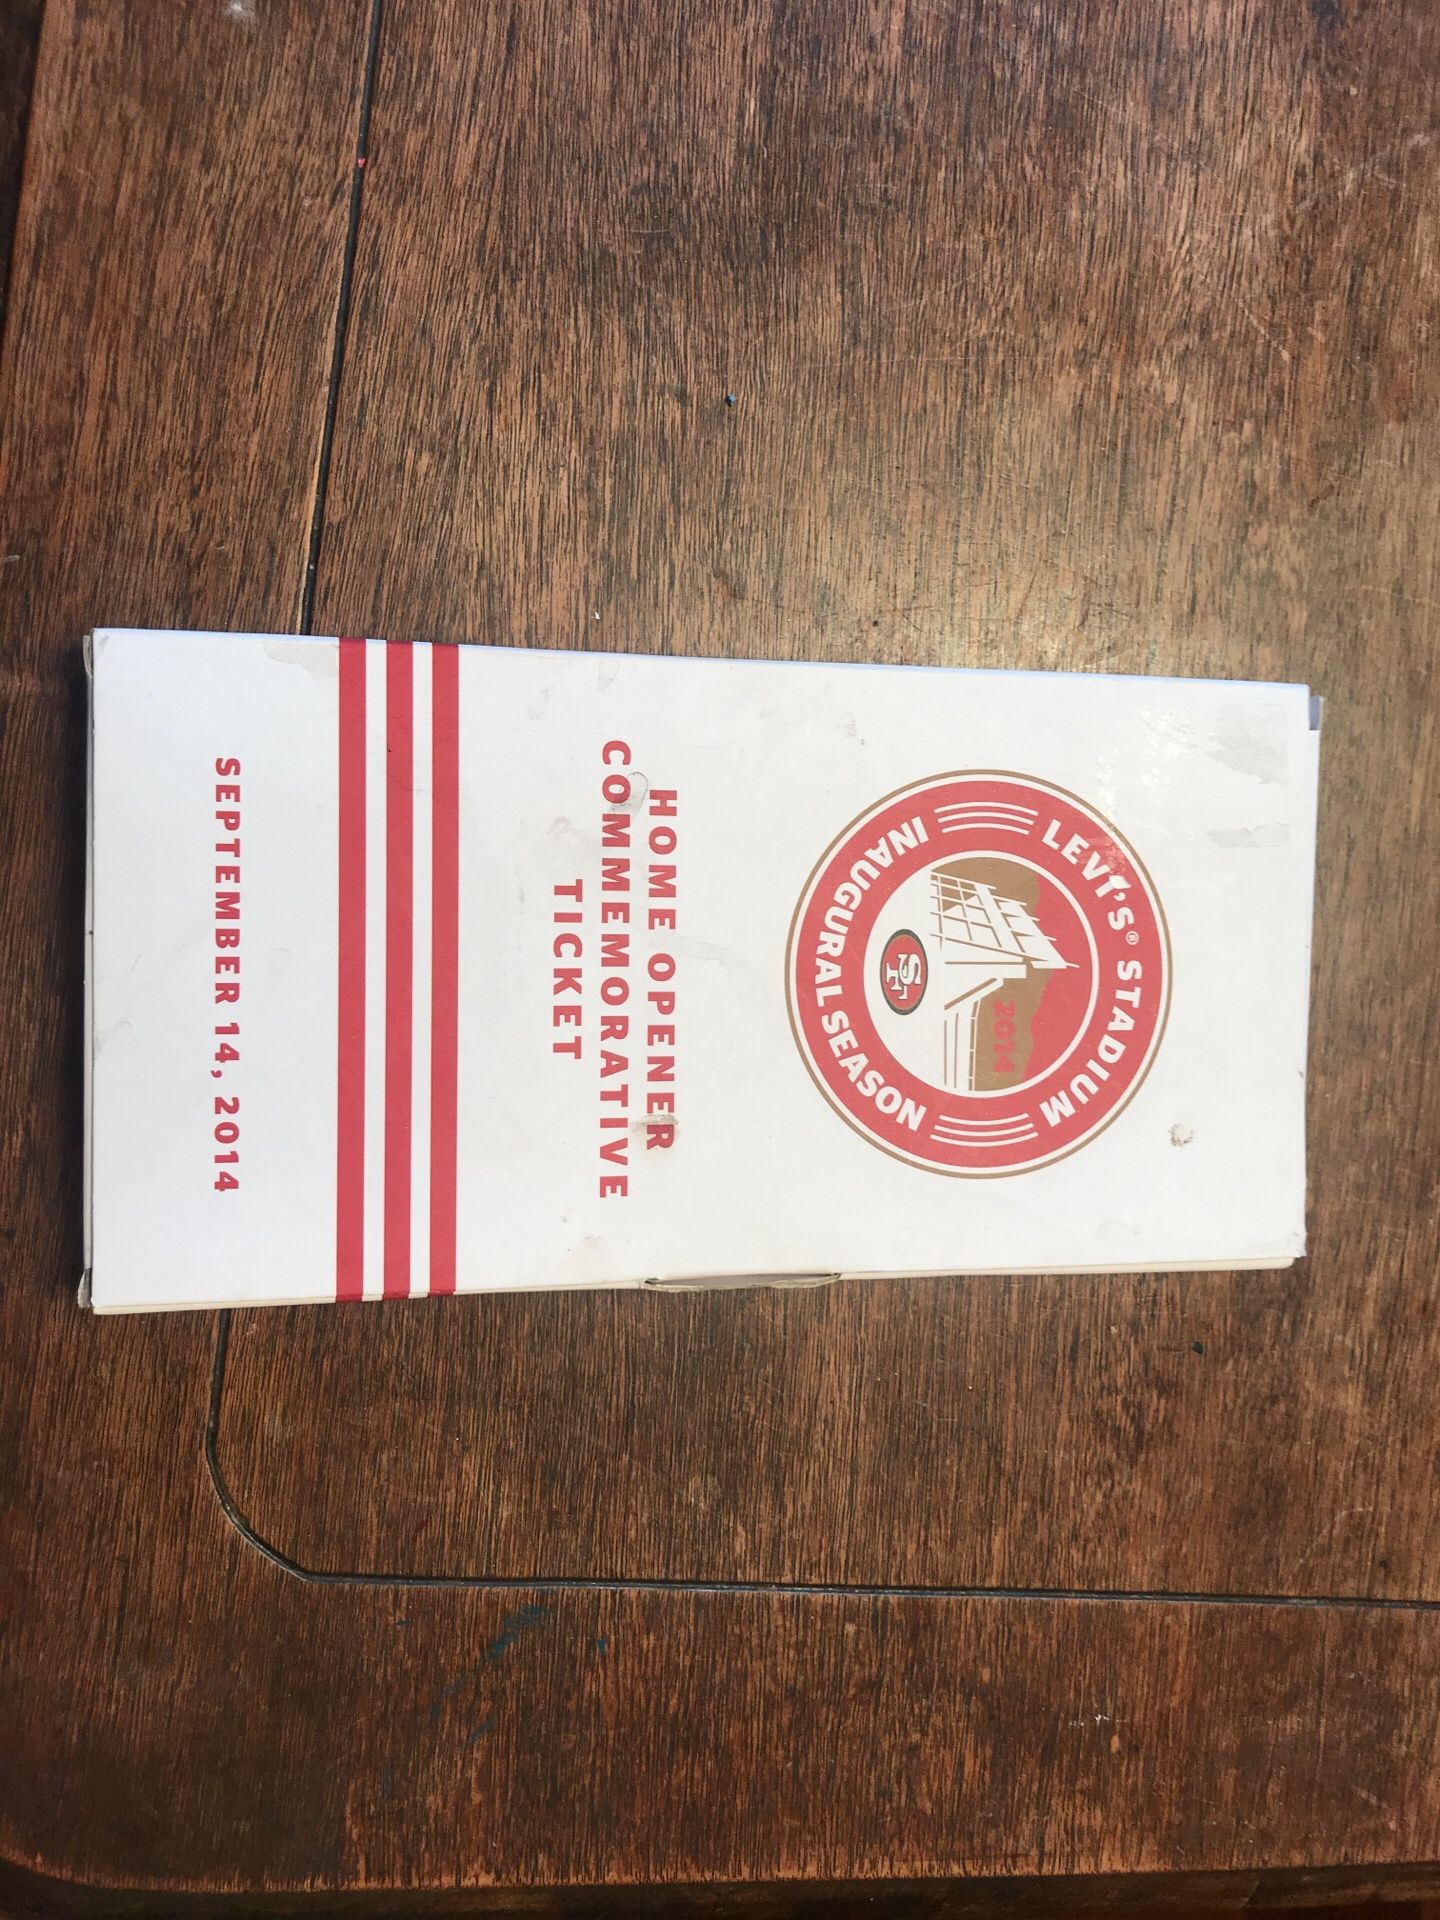 LEVI'S® STADIUM
2014
SF
INAUGURAL SEASON
HOME OPENER
COMMEMORATIVE
TICKET
SEPTEMBER 14, 2014